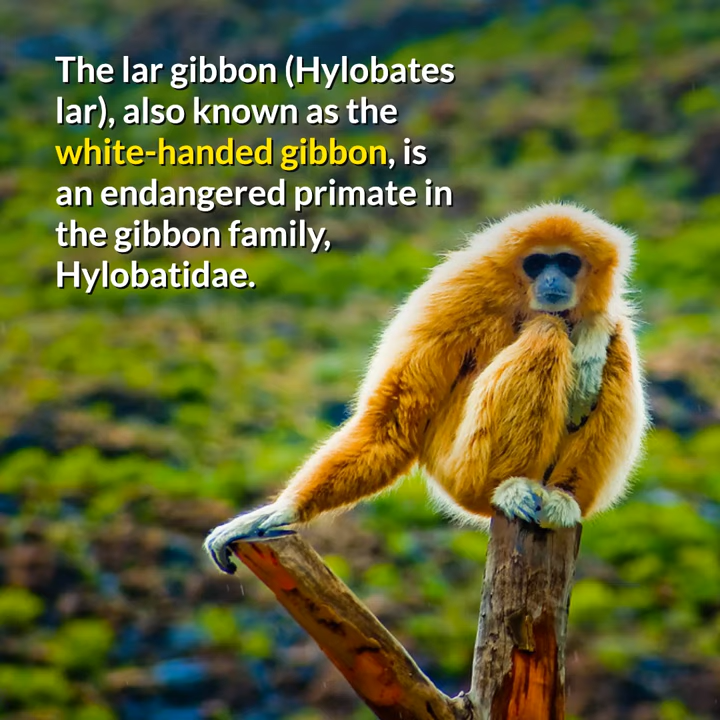 The lar gibbon (Hylobates
lar), also known as the
white-handed gibbon, is
an endangered primate in
the gibbon family,
Hylobatidae.